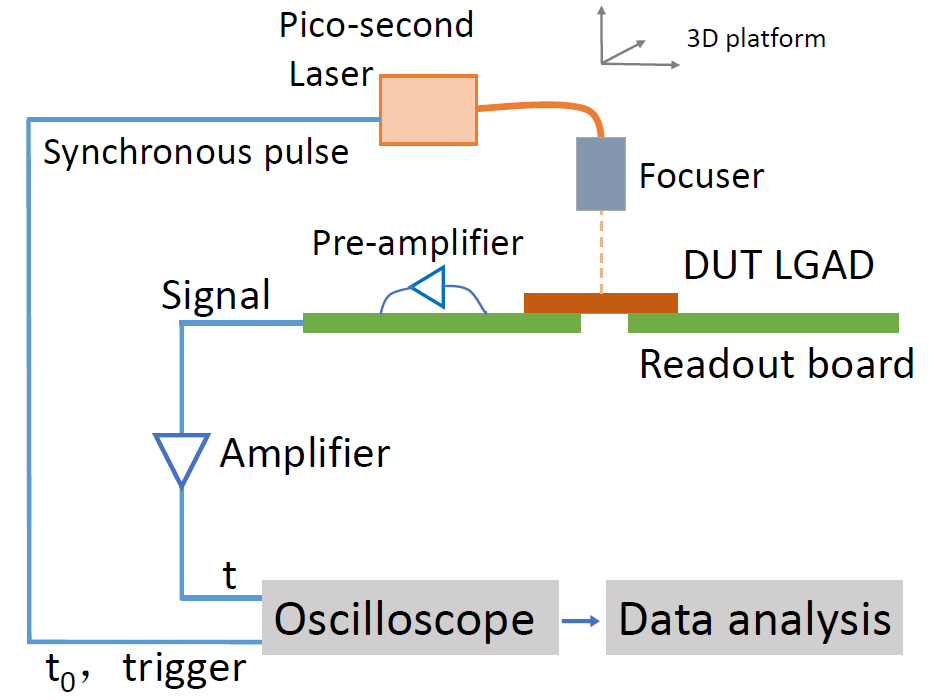 Pico-second
Laser
3D platform
Synchronous pulse
Focuser
Pre-amplifier
DUT LGAD
Signal
Readout board
Amplifier
t
Oscilloscope
Data analysis
t₀， trigger